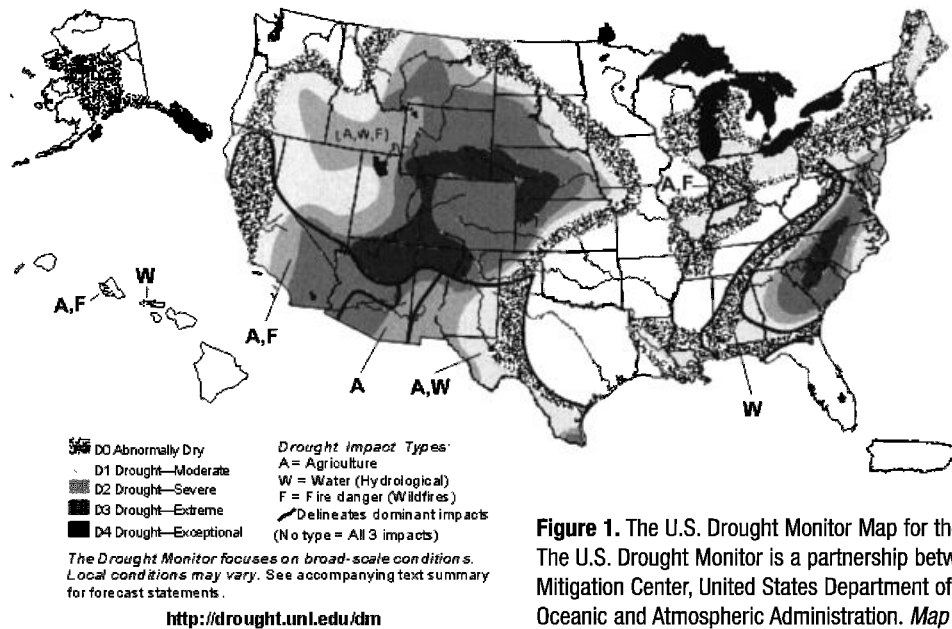 (A,W,F)
A,F
W
A,F
A,F
A
A,W
W
D0 Abnormally Dry
D1 Drought—Moderate
D2 Drought—Severe
D3 Drought—Extreme
D4 Drought—Exceptional
Drought Impact Types:
A = Agriculture
W = Water (Hydrological)
F = Fire danger (Wildfires)
Delineates dominant impacts
(No type = All 3 impacts)
The Drought Monitor focuses on broad-scale conditions.
Local conditions may vary. See accompanying text summary
for forecast statements.
http://drought.unl.edu/dm
Figure 1. The U.S. Drought Monitor Map for the
The U.S. Drought Monitor is a partnership betw
Mitigation Center, United States Department of
Oceanic and Atmospheric Administration. Map